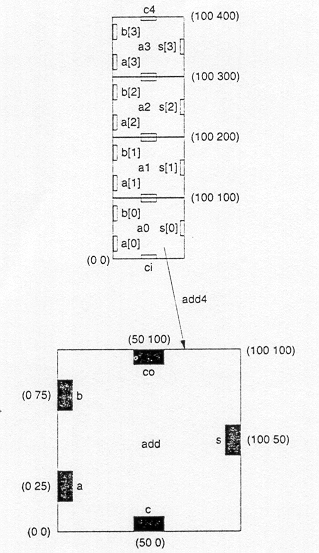 c4 (100 400)
b[3]
a3 s[3]
a[3]
(100 300)
b[2]
a2 s[2]
a[2]
(100 200)
b[1]
a1 s[1]
a[1]
(100 100)
b[0]
a0 s[0]
a[0]
(0 0) ci
add4
(50 100)
(100 100)
co
(0 75) b
add s (100 50)
(0 25) a
c
(0 0) (50 0)